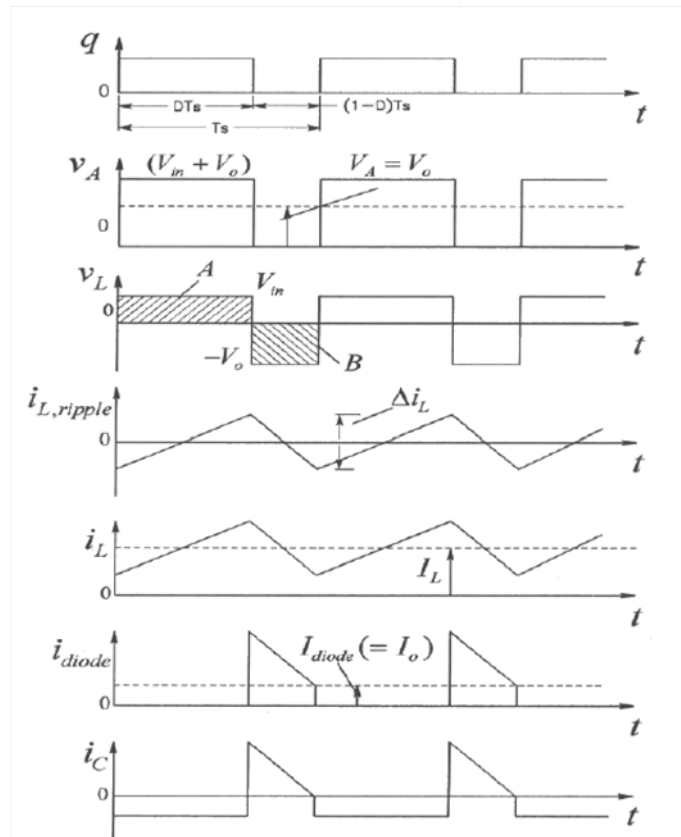 q
0
DTs
(1-D)Ts
Ts
t
v_A
(V_in + V_o)
V_A = V_o
0
t
v_L
A
V_in
0
-V_o
B
t
i_L,ripple
Δi_L
0
t
i_L
I_L
0
t
i_diode
I_diode (= I_o)
0
t
i_C
0
t